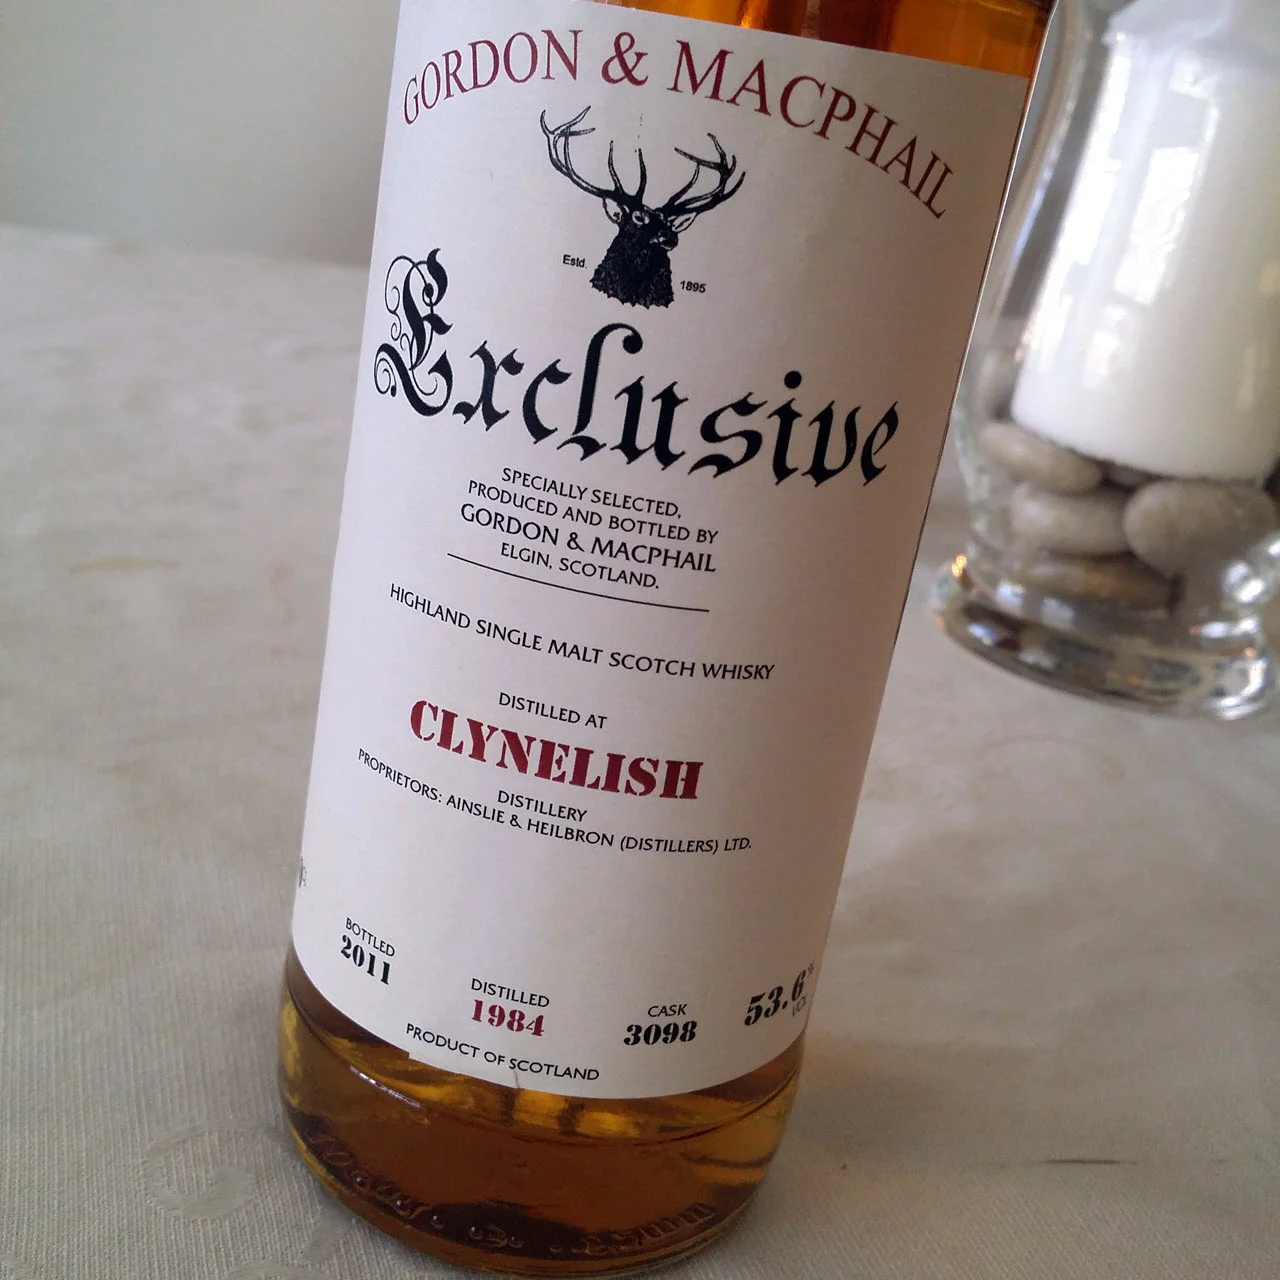 GORDON & MACPHAIL
Estd. 1895
Exclusive
SPECIALLY SELECTED,
PRODUCED AND BOTTLED BY
GORDON & MACPHAIL
ELGIN, SCOTLAND.
HIGHLAND SINGLE MALT SCOTCH WHISKY
DISTILLED AT
CLYNELISH
DISTILLERY
PROPRIETORS: AINSLIE & HEILBRON (DISTILLERS) LTD.
BOTTLED
2011
DISTILLED
1984
CASK
3098
53.6%
VOL
PRODUCT OF SCOTLAND